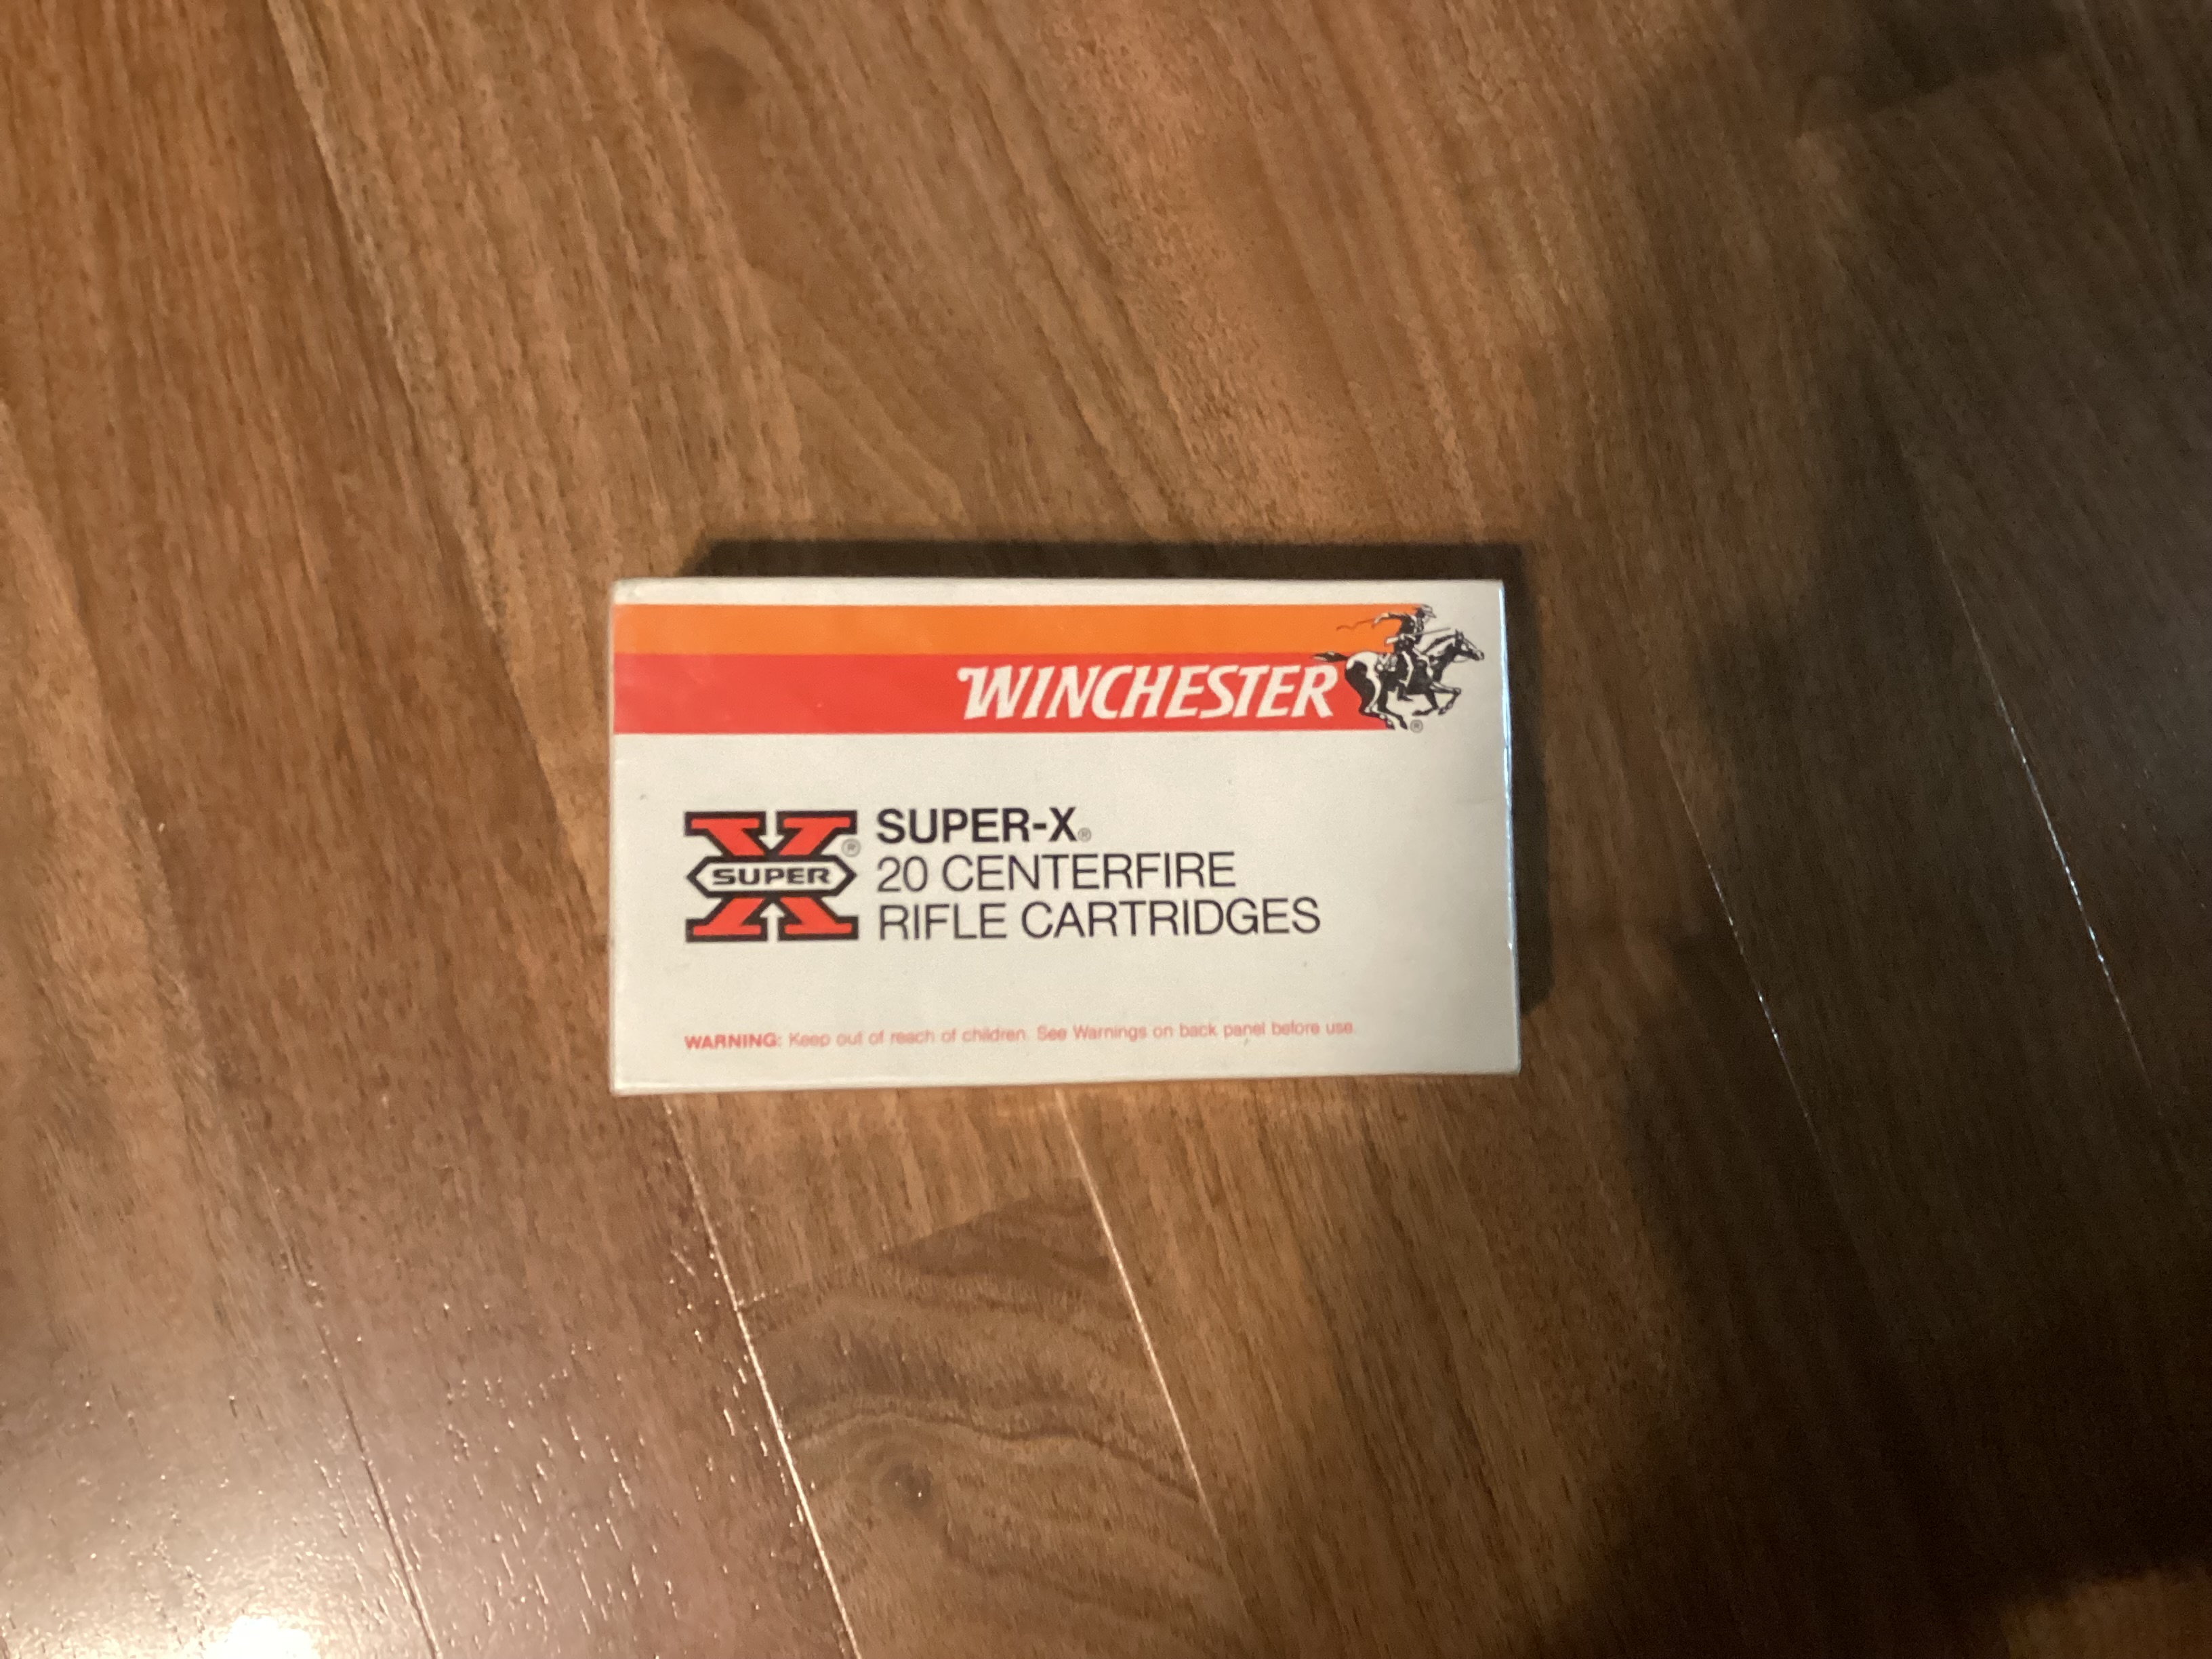 WINCHESTER
®
SUPER
®
SUPER-X®
20 CENTERFIRE
RIFLE CARTRIDGES
WARNING: Keep out of reach of children. See Warnings on back panel before use.